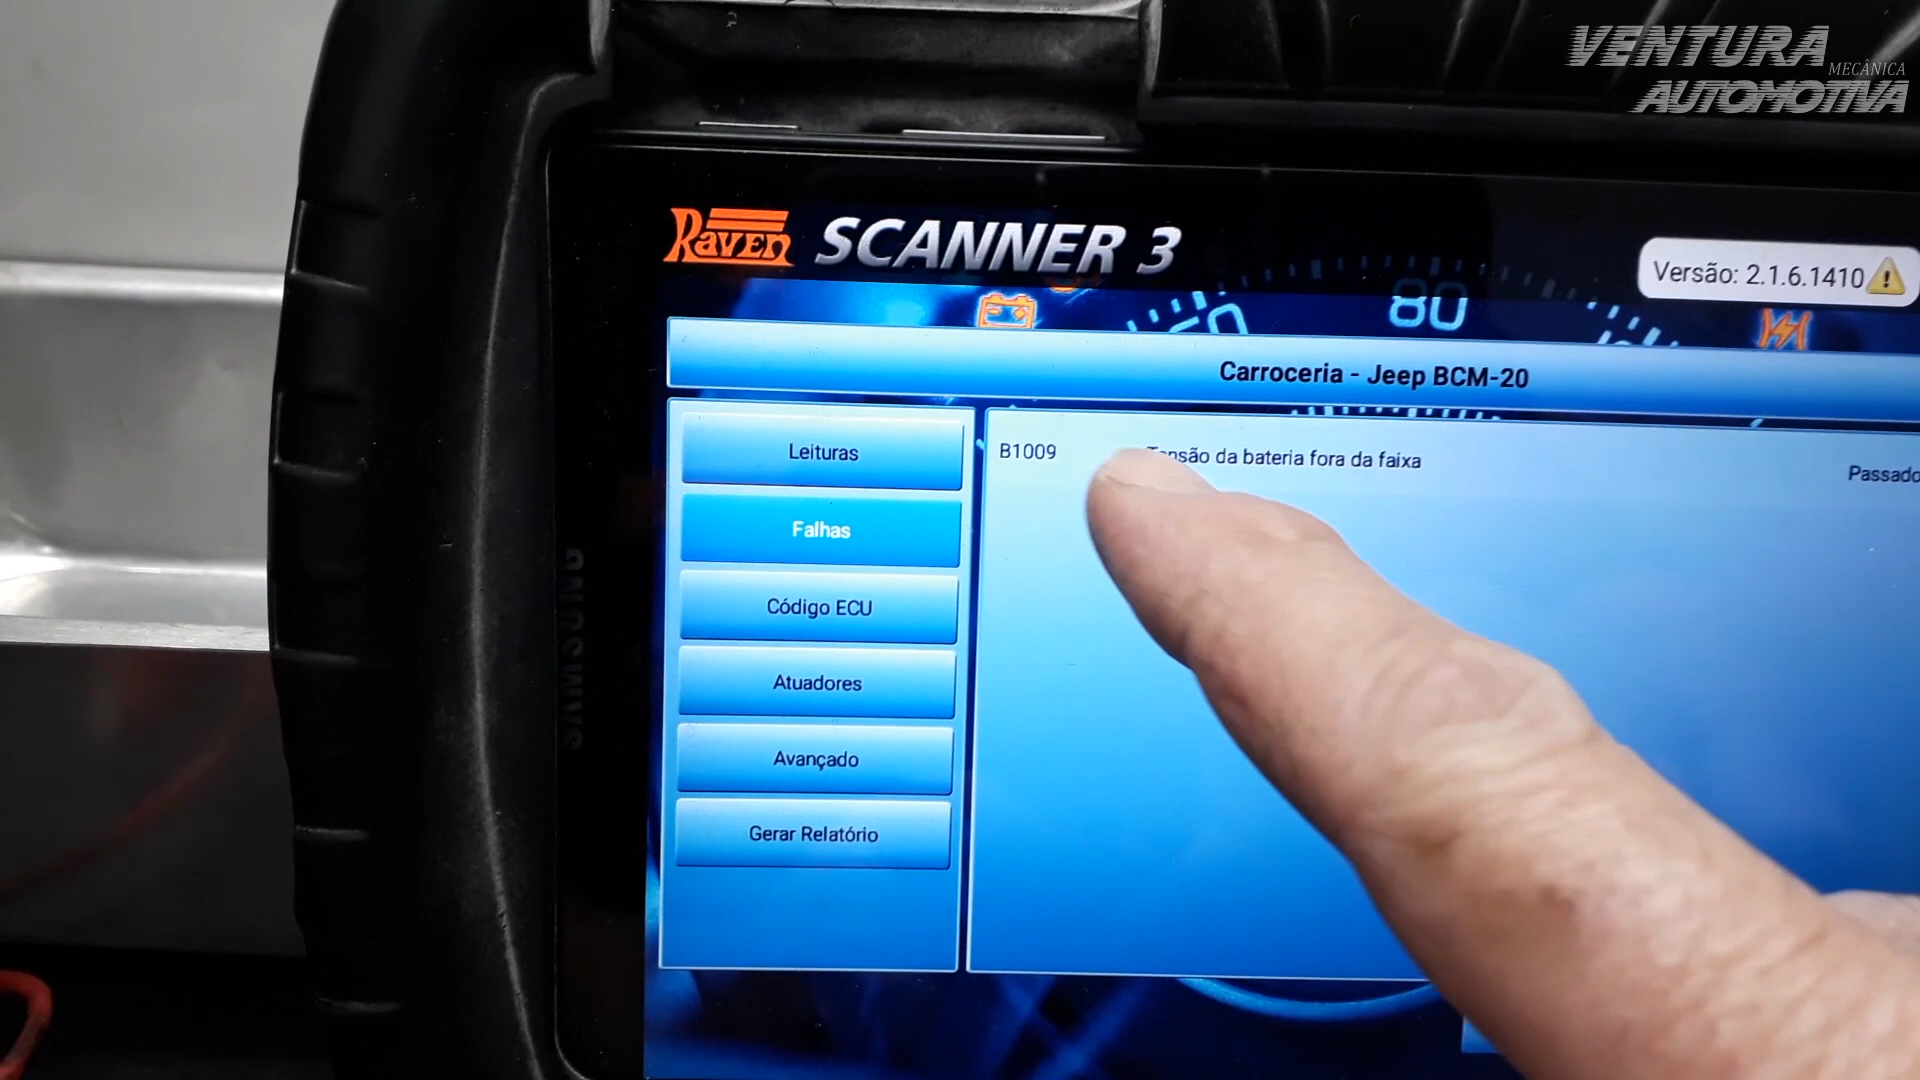 VENTURA
MECÂNICA
AUTOMOTIVA
Raven SCANNER 3
Versão: 2.1.6.1410
80
Carroceria - Jeep BCM-20
Leituras
B1009 Tensão da bateria fora da faixa
Passado
Falhas
Código ECU
Atuadores
Avançado
Gerar Relatório
SAMSUNG